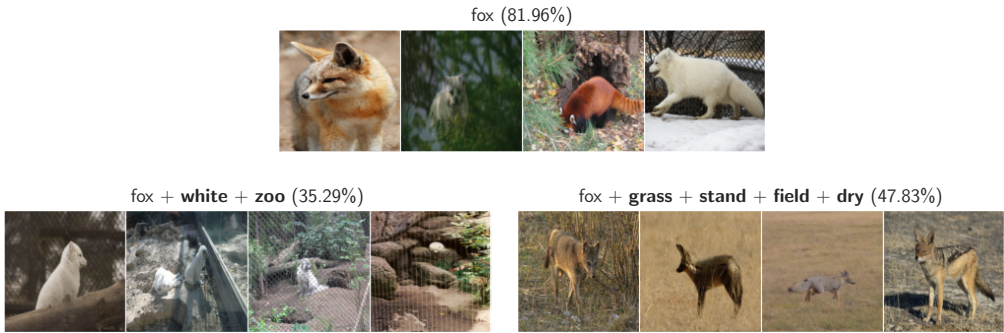 fox (81.96%)
fox + white + zoo (35.29%)
fox + grass + stand + field + dry (47.83%)